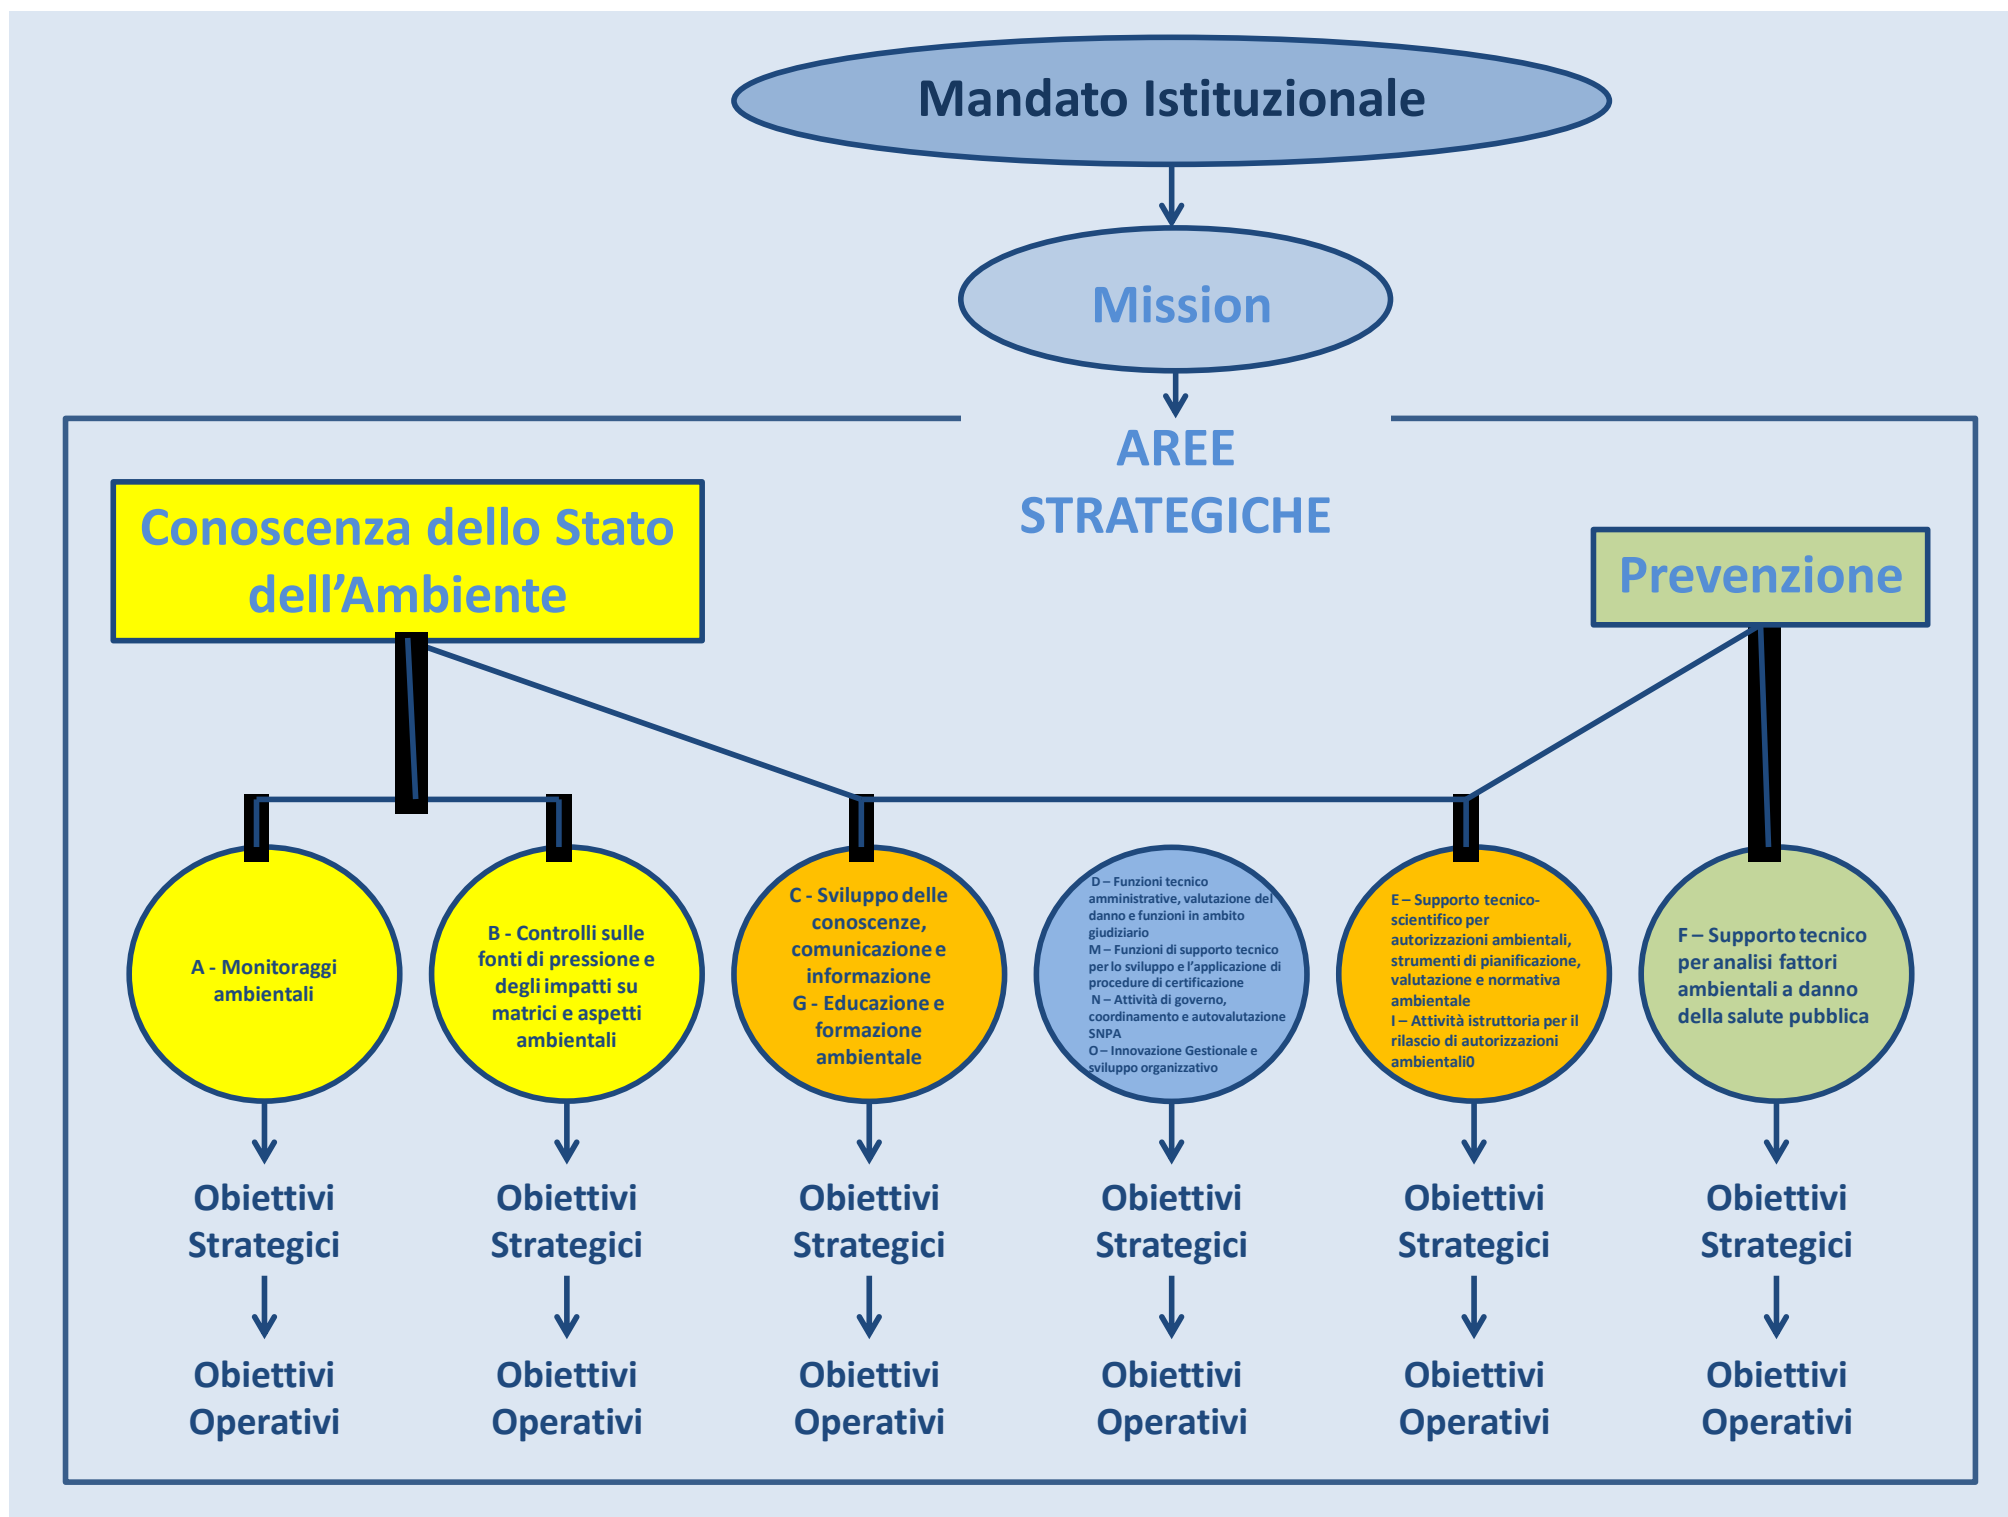 Mandato Istituzionale
Mission
AREE
STRATEGICHE
Conoscenza dello Stato
dell’Ambiente
Prevenzione
A - Monitoraggi
ambientali
B - Controlli sulle
fonti di pressione e
degli impatti su
matrici e aspetti
ambientali
C - Sviluppo delle
conoscenze,
comunicazione e
informazione
G - Educazione e
formazione
ambientale
D – Funzioni tecnico
amministrative, valutazione del
danno e funzioni in ambito
giudiziario
M – Funzioni di supporto tecnico
per lo sviluppo e l’applicazione di
procedure di certificazione
N – Attività di governo,
coordinamento e autovalutazione
SNPA
O – Innovazione Gestionale e
sviluppo organizzativo
E – Supporto tecnico-
scientifico per
autorizzazioni ambientali,
strumenti di pianificazione,
valutazione e normativa
ambientale
I – Attività istruttoria per il
rilascio di autorizzazioni
ambientali0
F – Supporto tecnico
per analisi fattori
ambientali a danno
della salute pubblica
Obiettivi
Strategici
Obiettivi
Strategici
Obiettivi
Strategici
Obiettivi
Strategici
Obiettivi
Strategici
Obiettivi
Strategici
Obiettivi
Operativi
Obiettivi
Operativi
Obiettivi
Operativi
Obiettivi
Operativi
Obiettivi
Operativi
Obiettivi
Operativi